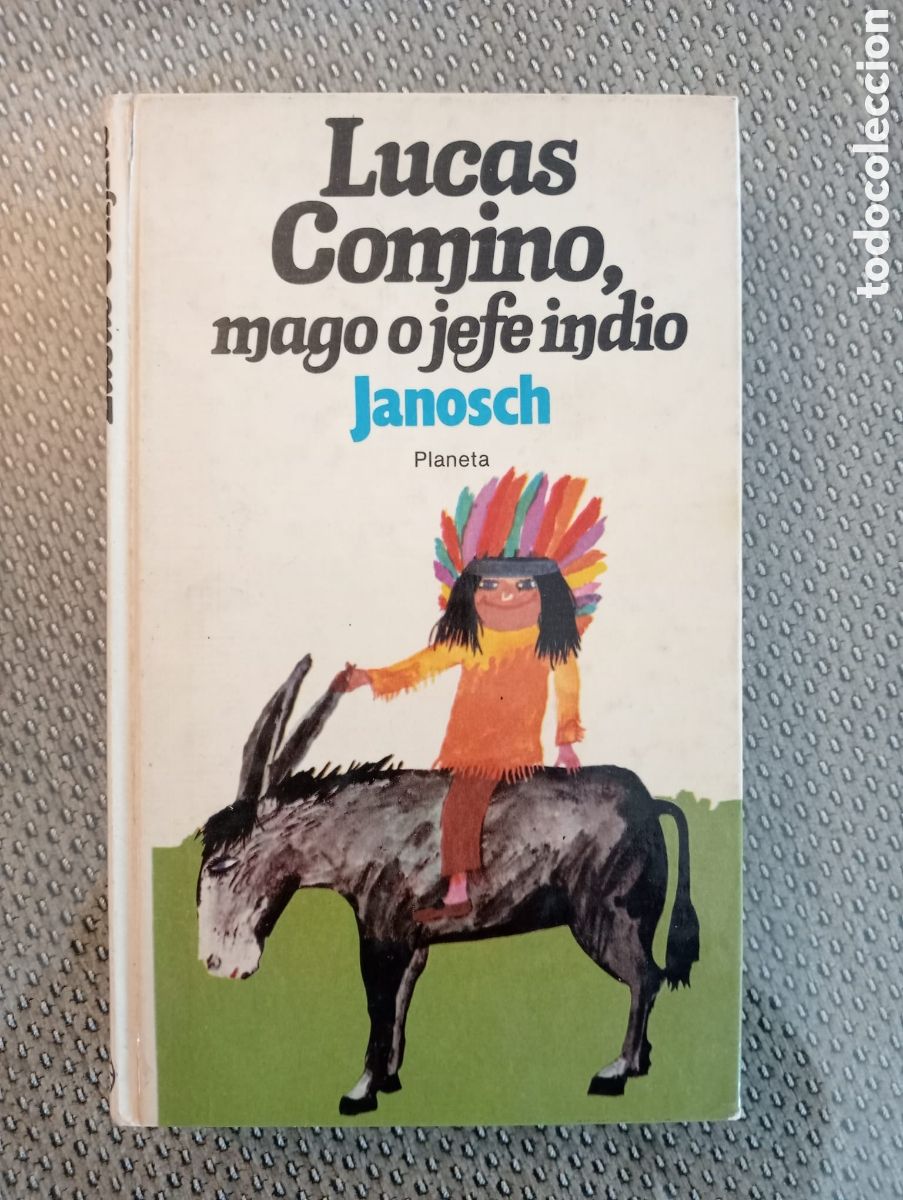 Lucas
Comino,
mago o jefe indio
Janosch
Planeta
todocoleccion